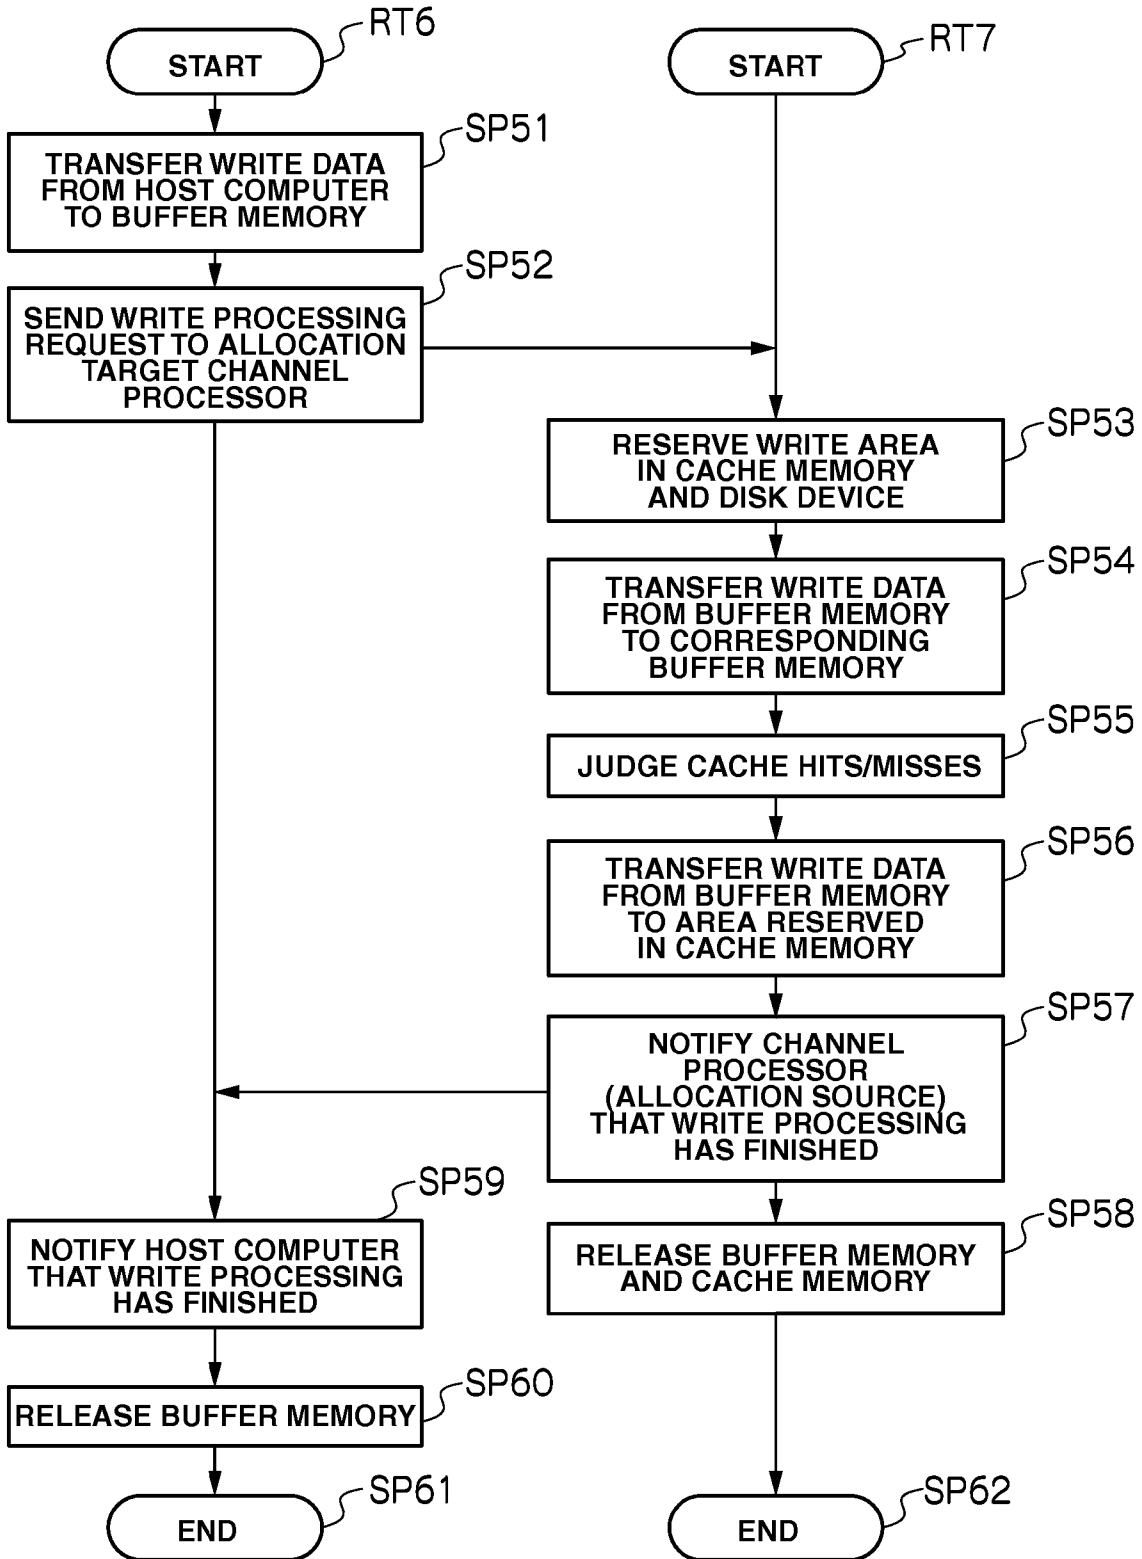 RT6
START
SP51
TRANSFER WRITE DATA
FROM HOST COMPUTER
TO BUFFER MEMORY
SP52
SEND WRITE PROCESSING
REQUEST TO ALLOCATION
TARGET CHANNEL
PROCESSOR
RT7
START
SP53
RESERVE WRITE AREA
IN CACHE MEMORY
AND DISK DEVICE
SP54
TRANSFER WRITE DATA
FROM BUFFER MEMORY
TO CORRESPONDING
BUFFER MEMORY
SP55
JUDGE CACHE HITS/MISSES
SP56
TRANSFER WRITE DATA
FROM BUFFER MEMORY
TO AREA RESERVED
IN CACHE MEMORY
SP57
NOTIFY CHANNEL
PROCESSOR
(ALLOCATION SOURCE)
THAT WRITE PROCESSING
HAS FINISHED
SP58
RELEASE BUFFER MEMORY
AND CACHE MEMORY
SP59
NOTIFY HOST COMPUTER
THAT WRITE PROCESSING
HAS FINISHED
SP60
RELEASE BUFFER MEMORY
SP61
END
SP62
END